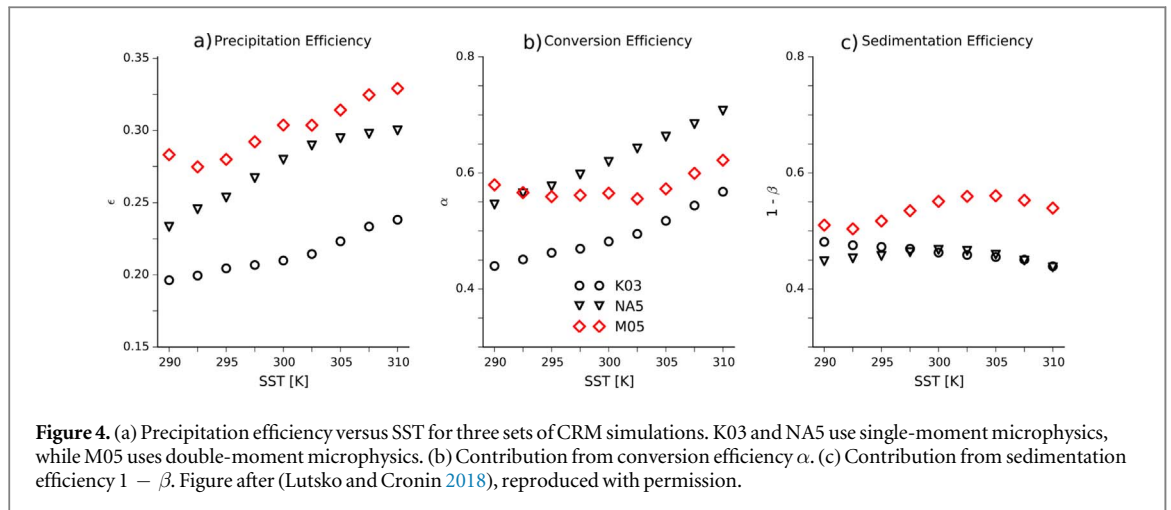 a) Precipitation Efficiency
ϵ
0.35
0.30
0.25
0.20
0.15
290 295 300 305 310
SST [K]
b) Conversion Efficiency
α
0.8
0.6
0.4
K03
NA5
M05
290 295 300 305 310
SST [K]
c) Sedimentation Efficiency
1 - β
0.8
0.6
0.4
290 295 300 305 310
SST [K]
Figure 4. (a) Precipitation efficiency versus SST for three sets of CRM simulations. K03 and NA5 use single-moment microphysics,
while M05 uses double-moment microphysics. (b) Contribution from conversion efficiency α. (c) Contribution from sedimentation
efficiency 1 − β. Figure after (Lutsko and Cronin 2018), reproduced with permission.